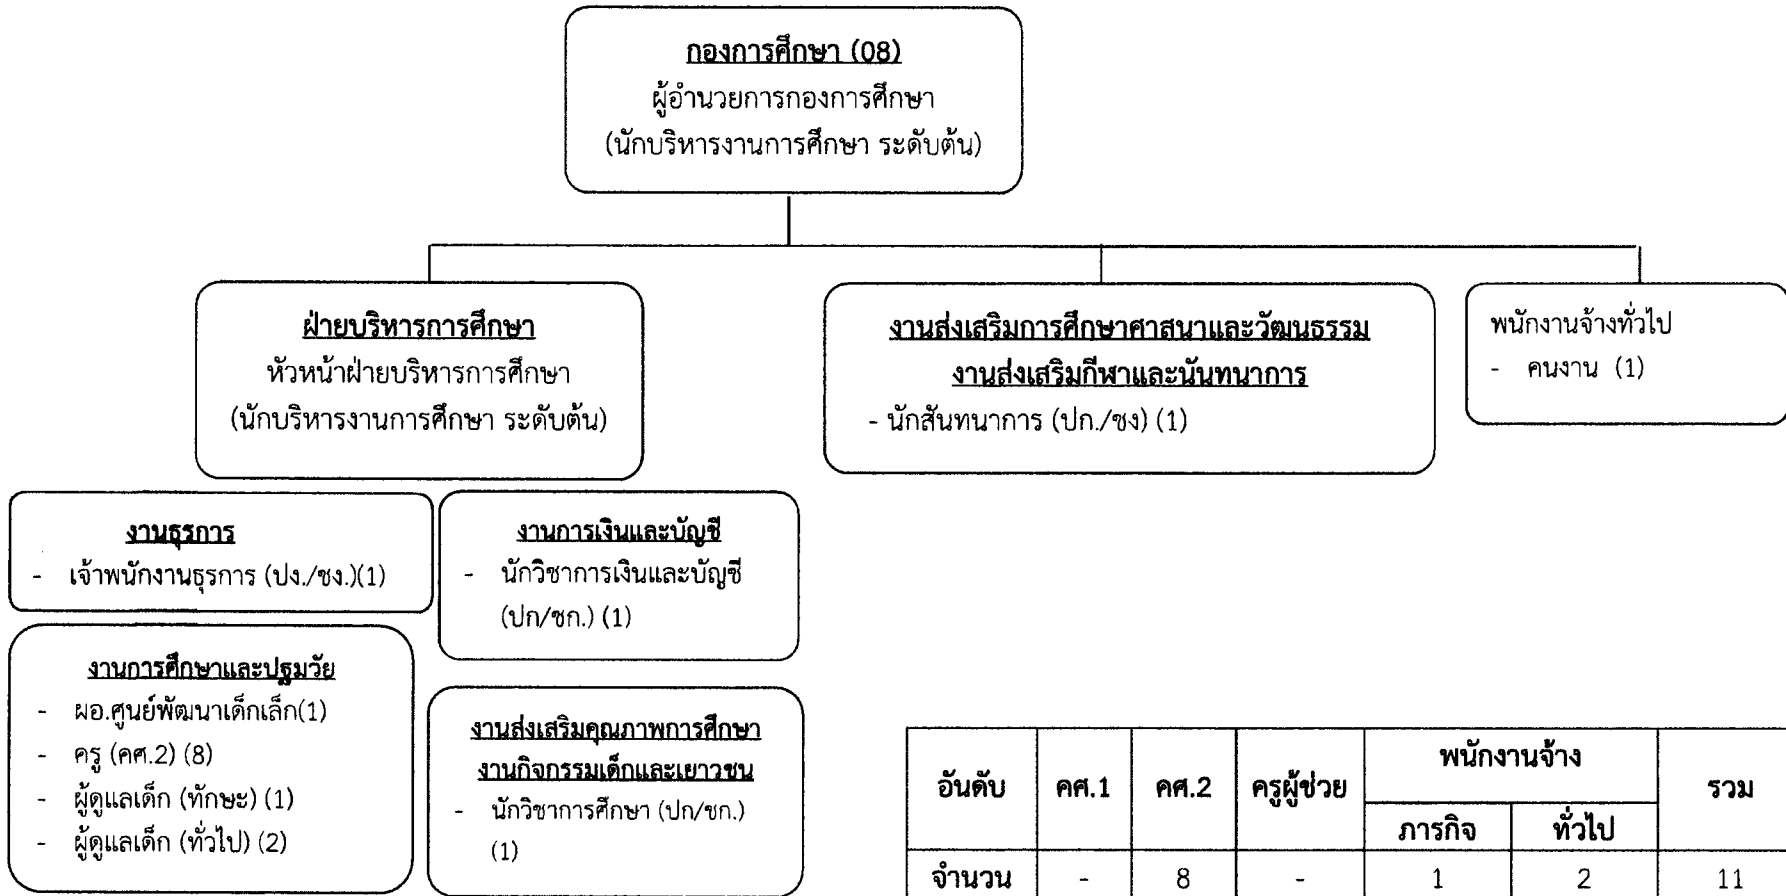 กองการศึกษา (08)
ผู้อำนวยการกองการศึกษา
(นักบริหารงานการศึกษา ระดับต้น)
ฝ่ายบริหารการศึกษา
หัวหน้าฝ่ายบริหารการศึกษา
(นักบริหารงานการศึกษา ระดับต้น)
งานส่งเสริมการศึกษาศาสนาและวัฒนธรรม
งานส่งเสริมกีฬาและนันทนาการ
- นักสันทนาการ (ปก./ชง) (1)
พนักงานจ้างทั่วไป
- คนงาน (1)
งานธุรการ
- เจ้าพนักงานธุรการ (ปง./ชง.)(1)
งานการเงินและบัญชี
- นักวิชาการเงินและบัญชี
(ปก/ชก.) (1)
งานการศึกษาและปฐมวัย
- ผอ.ศูนย์พัฒนาเด็กเล็ก(1)
- ครู (คศ.2) (8)
- ผู้ดูแลเด็ก (ทักษะ) (1)
- ผู้ดูแลเด็ก (ทั่วไป) (2)
งานส่งเสริมคุณภาพการศึกษา
งานกิจกรรมเด็กและเยาวชน
- นักวิชาการศึกษา (ปก/ชก.)
(1)
อันดับ คศ.1 คศ.2 ครูผู้ช่วย พนักงานจ้าง รวม
ภารกิจ ทั่วไป
จำนวน - 8 - 1 2 11